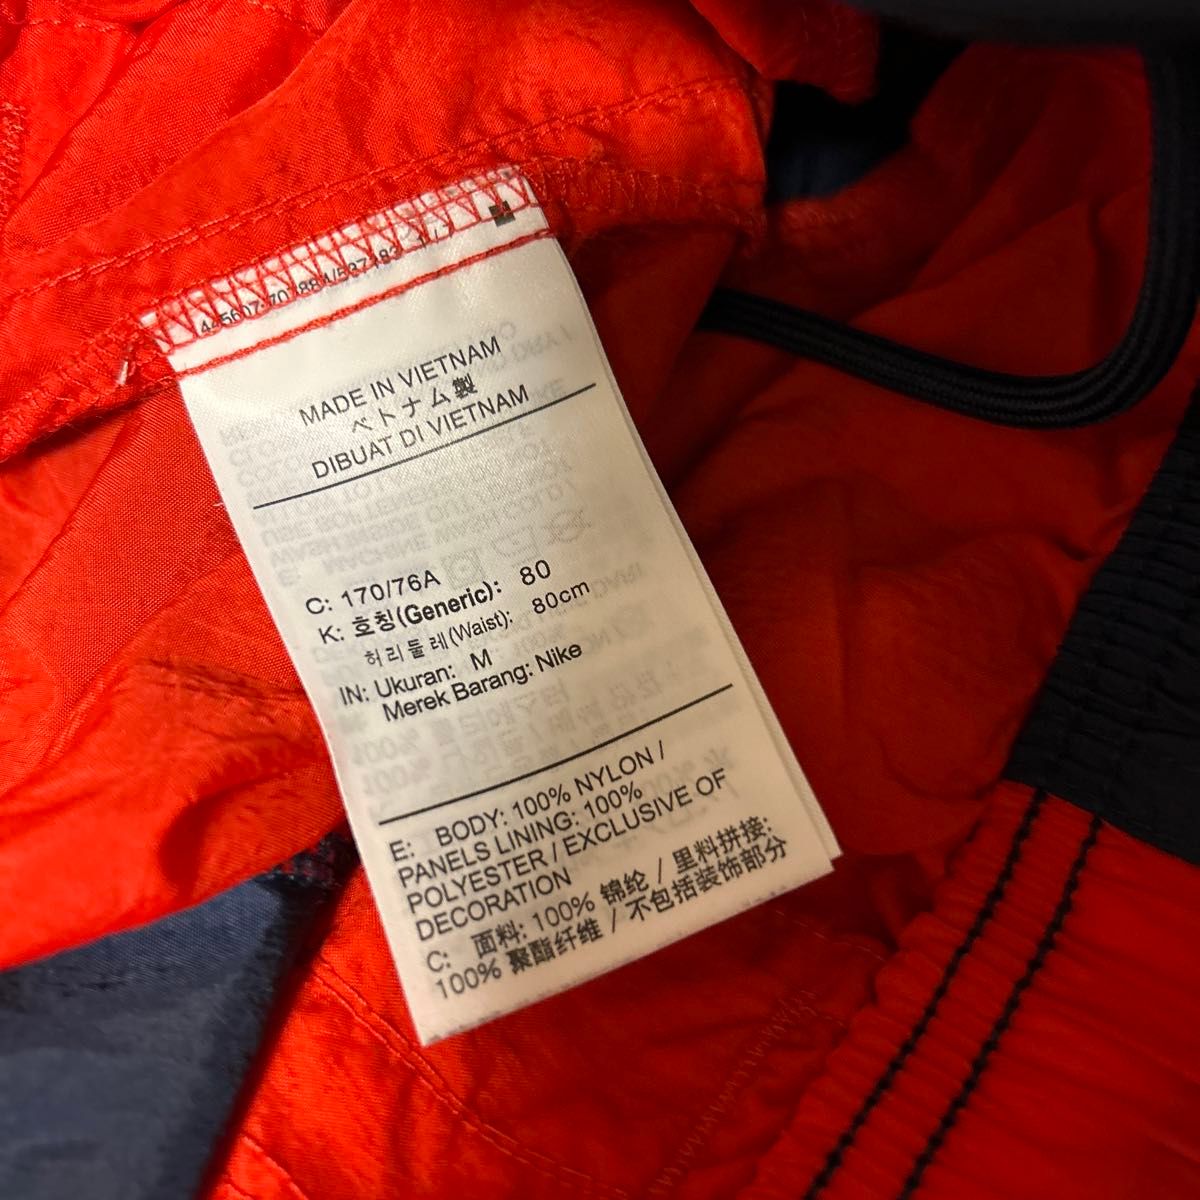 MADE IN VIETNAM
ベトナム製
DIBUAT DI VIETNAM
C: 170/76A
K: 호칭(Generic): 80
허리둘레(Waist): 80cm
IN: Ukuran: M
Merek Barang: Nike
E: BODY: 100% NYLON /
PANELS LINING: 100%
POLYESTER / EXCLUSIVE OF
DECORATION
C: 面料: 100% 锦纶 / 里料拼接:
100% 聚酯纤维 / 不包括装饰部分